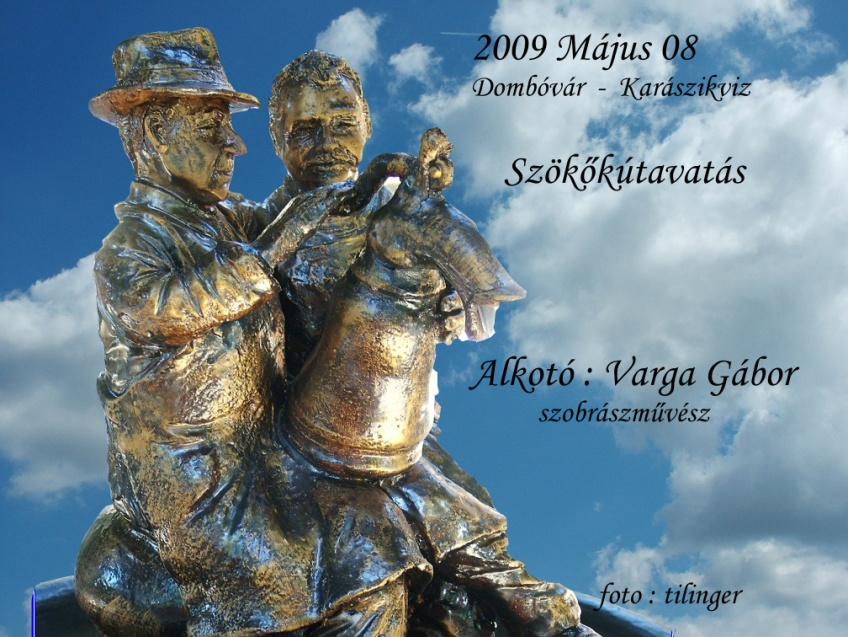 2009 Május 08
Dombóvár - Karászikviz
Szökőkútavatás
Alkotó : Varga Gábor
szobrászművész
foto : tilinger